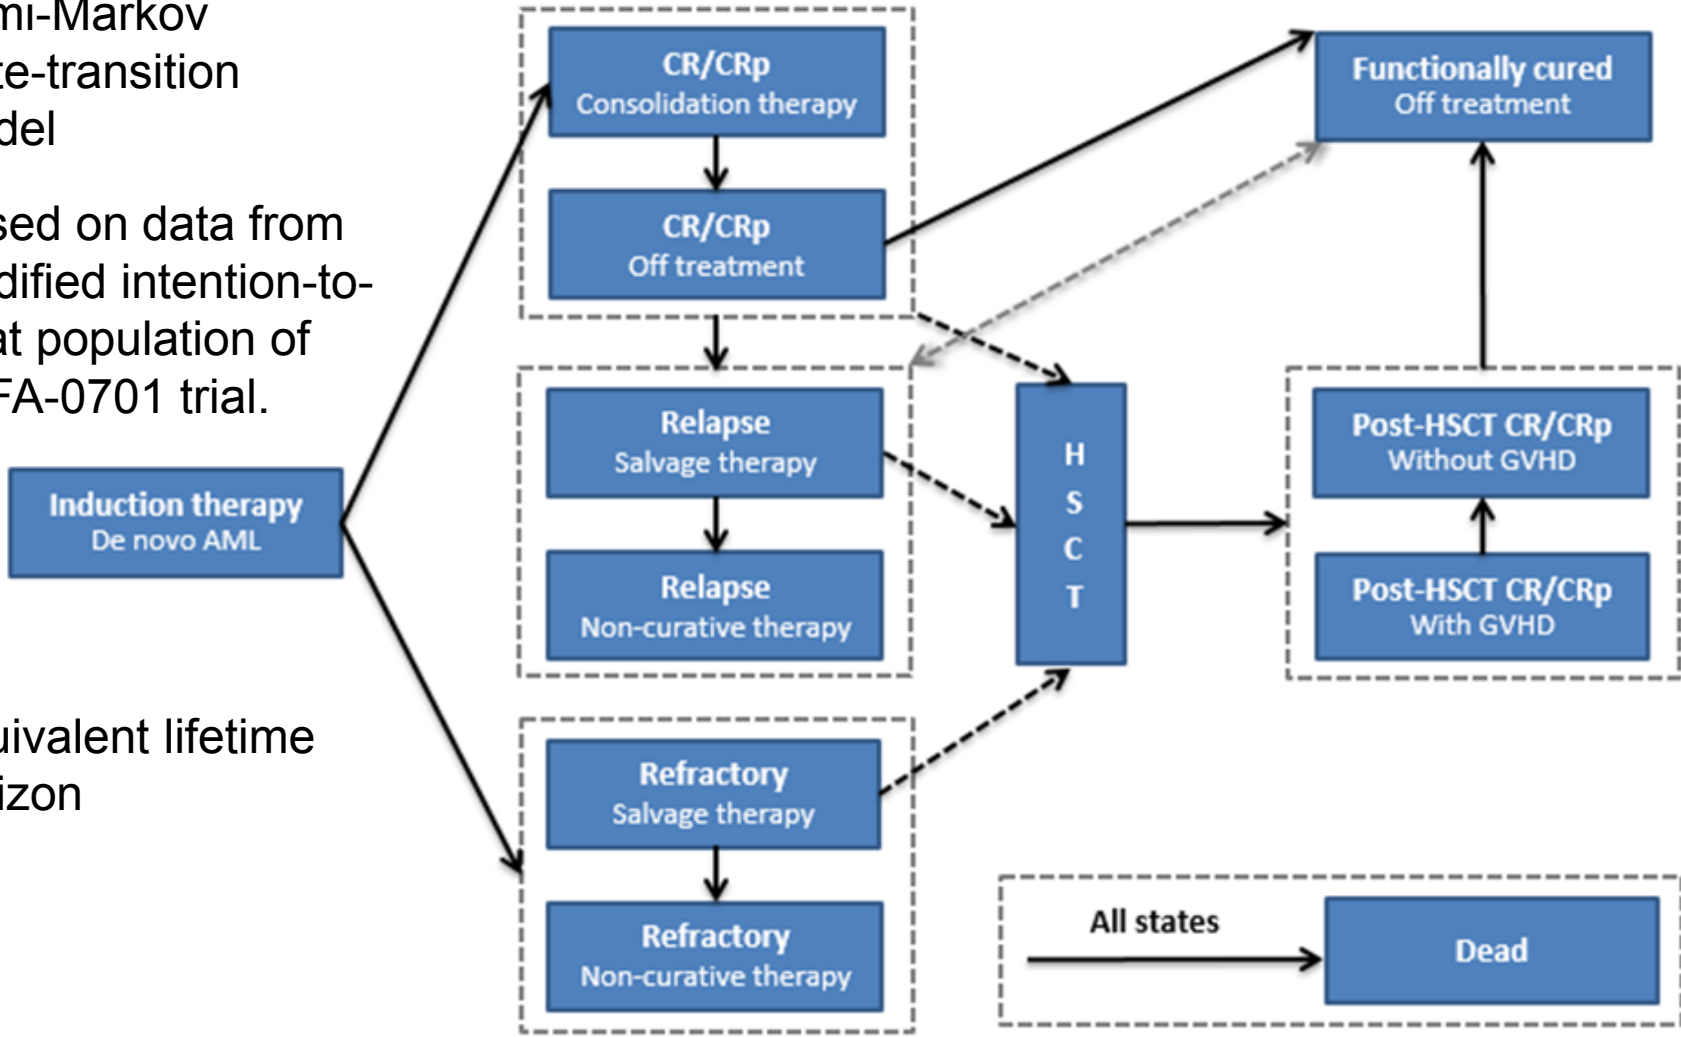 mi-Markov
te-transition
del
sed on data from
dified intention-to-
at population of
FA-0701 trial.
uivalent lifetime
izon
Induction therapy
De novo AML
CR/CRp
Consolidation therapy
CR/CRp
Off treatment
Relapse
Salvage therapy
Relapse
Non-curative therapy
Refractory
Salvage therapy
Refractory
Non-curative therapy
H
S
C
T
Functionally cured
Off treatment
Post-HSCT CR/CRp
Without GVHD
Post-HSCT CR/CRp
With GVHD
All states
Dead